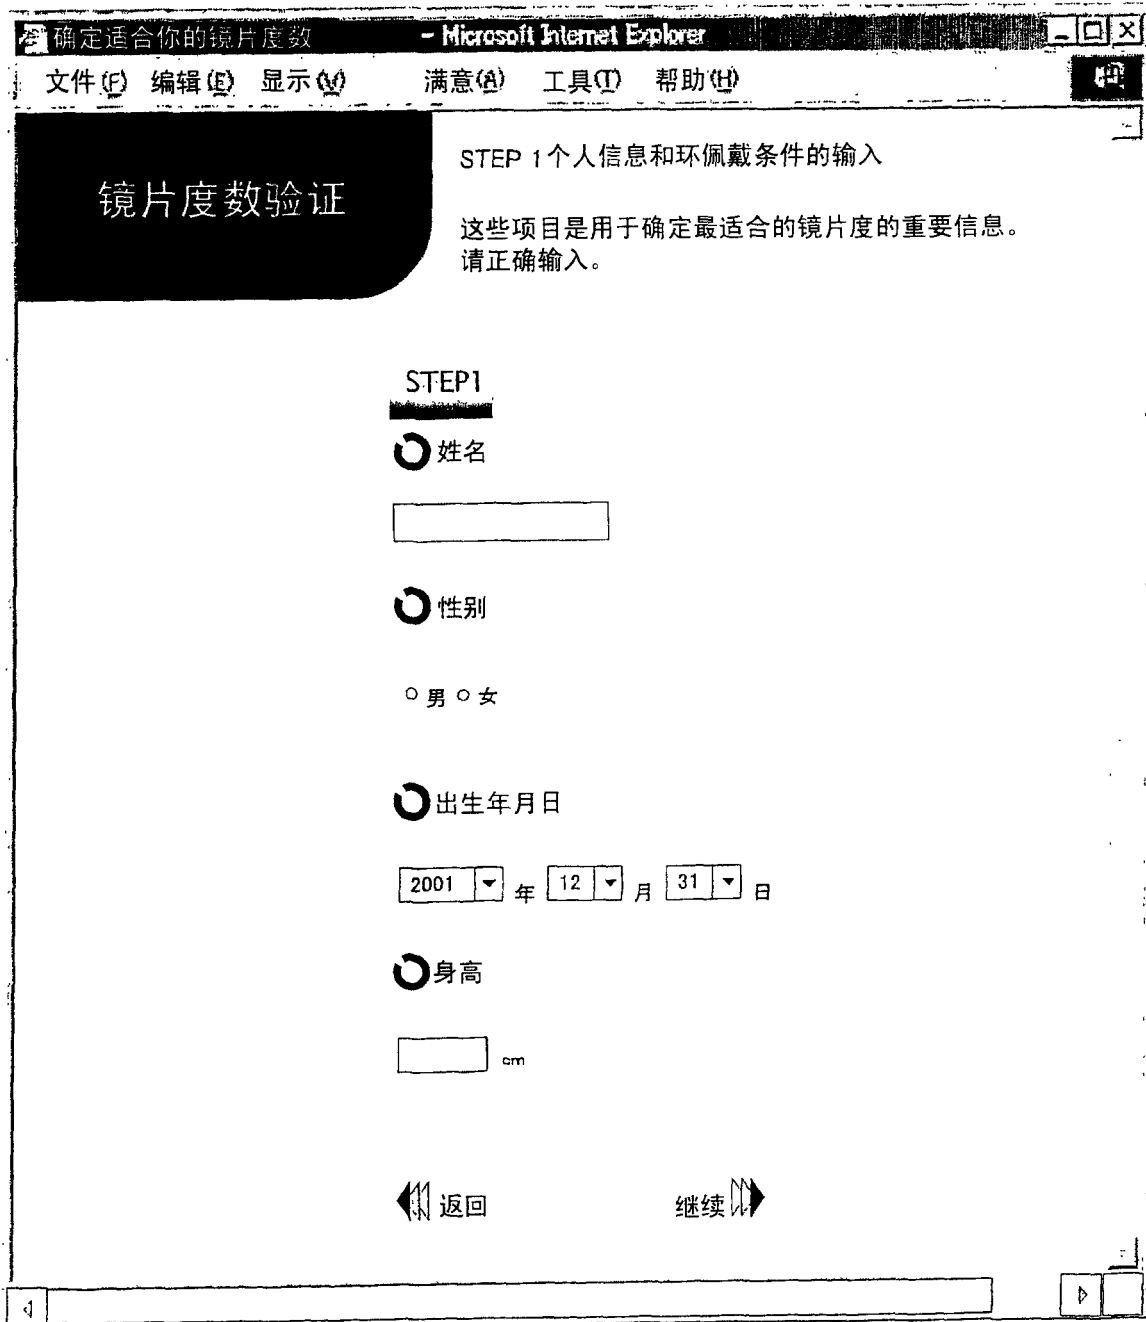 确定适合你的镜片度数 - Microsoft Internet Explorer
文件(F) 编辑(E) 显示(V) 满意(A) 工具(T) 帮助(H)
镜片度数验证
STEP 1个人信息和环佩戴条件的输入
这些项目是用于确定最适合的镜片度的重要信息。
请正确输入。
STEP1
姓名
性别
男 女
出生年月日
2001 年 12 月 31 日
身高
cm
返回 继续